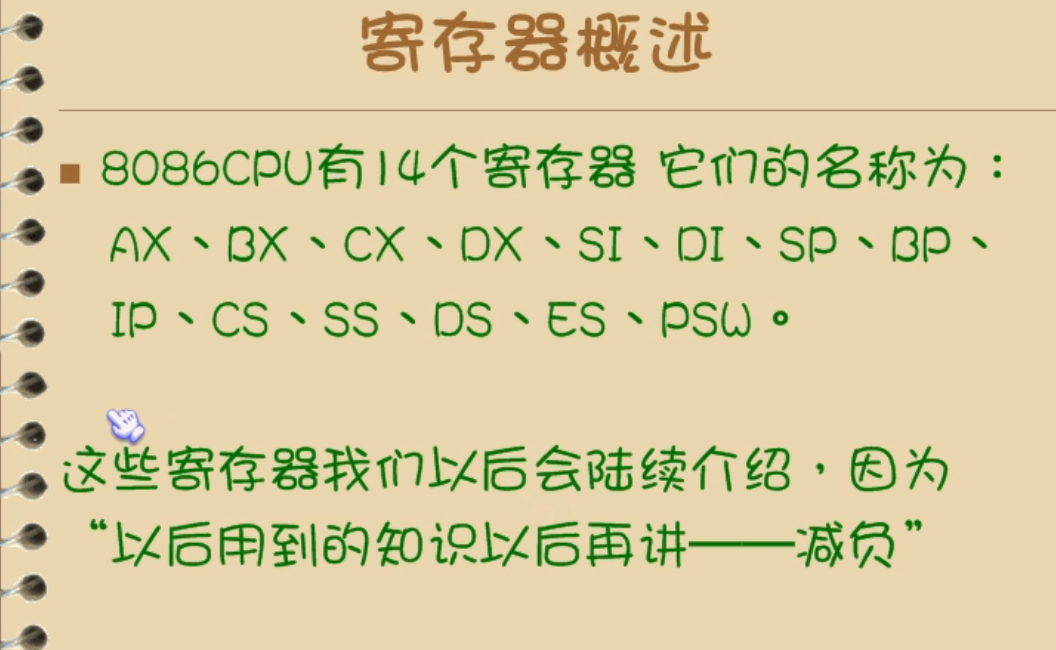 寄存器概述
8086CPU有14个寄存器 它们的名称为：
AX、BX、CX、DX、SI、DI、SP、BP、
IP、CS、SS、DS、ES、PSW。
这些寄存器我们以后会陆续介绍，因为
“以后用到的知识以后再讲——减负”